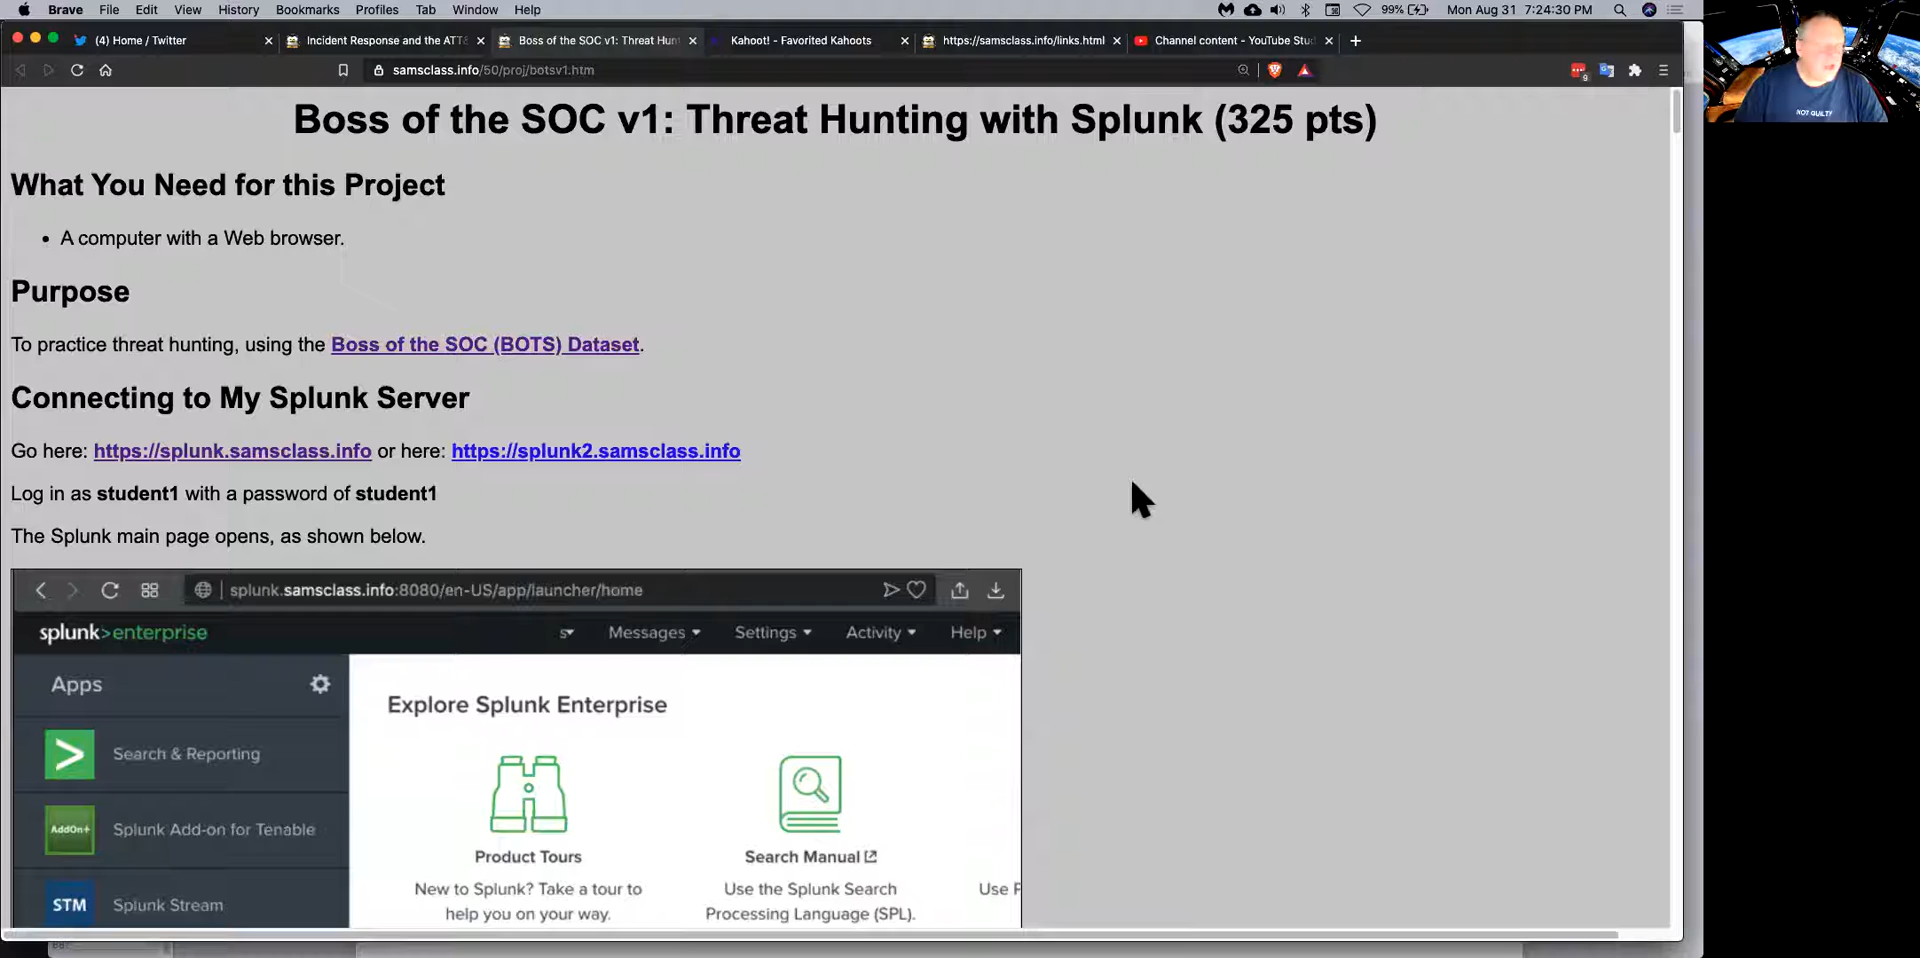 Brave File Edit View History Bookmarks Profiles Tab Window Help 99% Mon Aug 31 7:24:30 PM
(4) Home / Twitter Incident Response and the ATT& Boss of the SOC v1: Threat Hun Kahoot! - Favorited Kahoots https://samsclass.info/links.html Channel content - YouTube Stud
samsclass.info/50/proj/botsv1.htm 9
Boss of the SOC v1: Threat Hunting with Splunk (325 pts)
NOT GUILTY
What You Need for this Project
• A computer with a Web browser.
Purpose
To practice threat hunting, using the Boss of the SOC (BOTS) Dataset.
Connecting to My Splunk Server
Go here: https://splunk.samsclass.info or here: https://splunk2.samsclass.info
Log in as student1 with a password of student1
The Splunk main page opens, as shown below.
splunk.samsclass.info:8080/en-US/app/launcher/home
splunk>enterprise s Messages Settings Activity Help
Apps
Explore Splunk Enterprise
Search & Reporting
AddOn+ Splunk Add-on for Tenable
STM Splunk Stream
Product Tours
New to Splunk? Take a tour to
help you on your way.
Search Manual
Use the Splunk Search
Processing Language (SPL).
Use